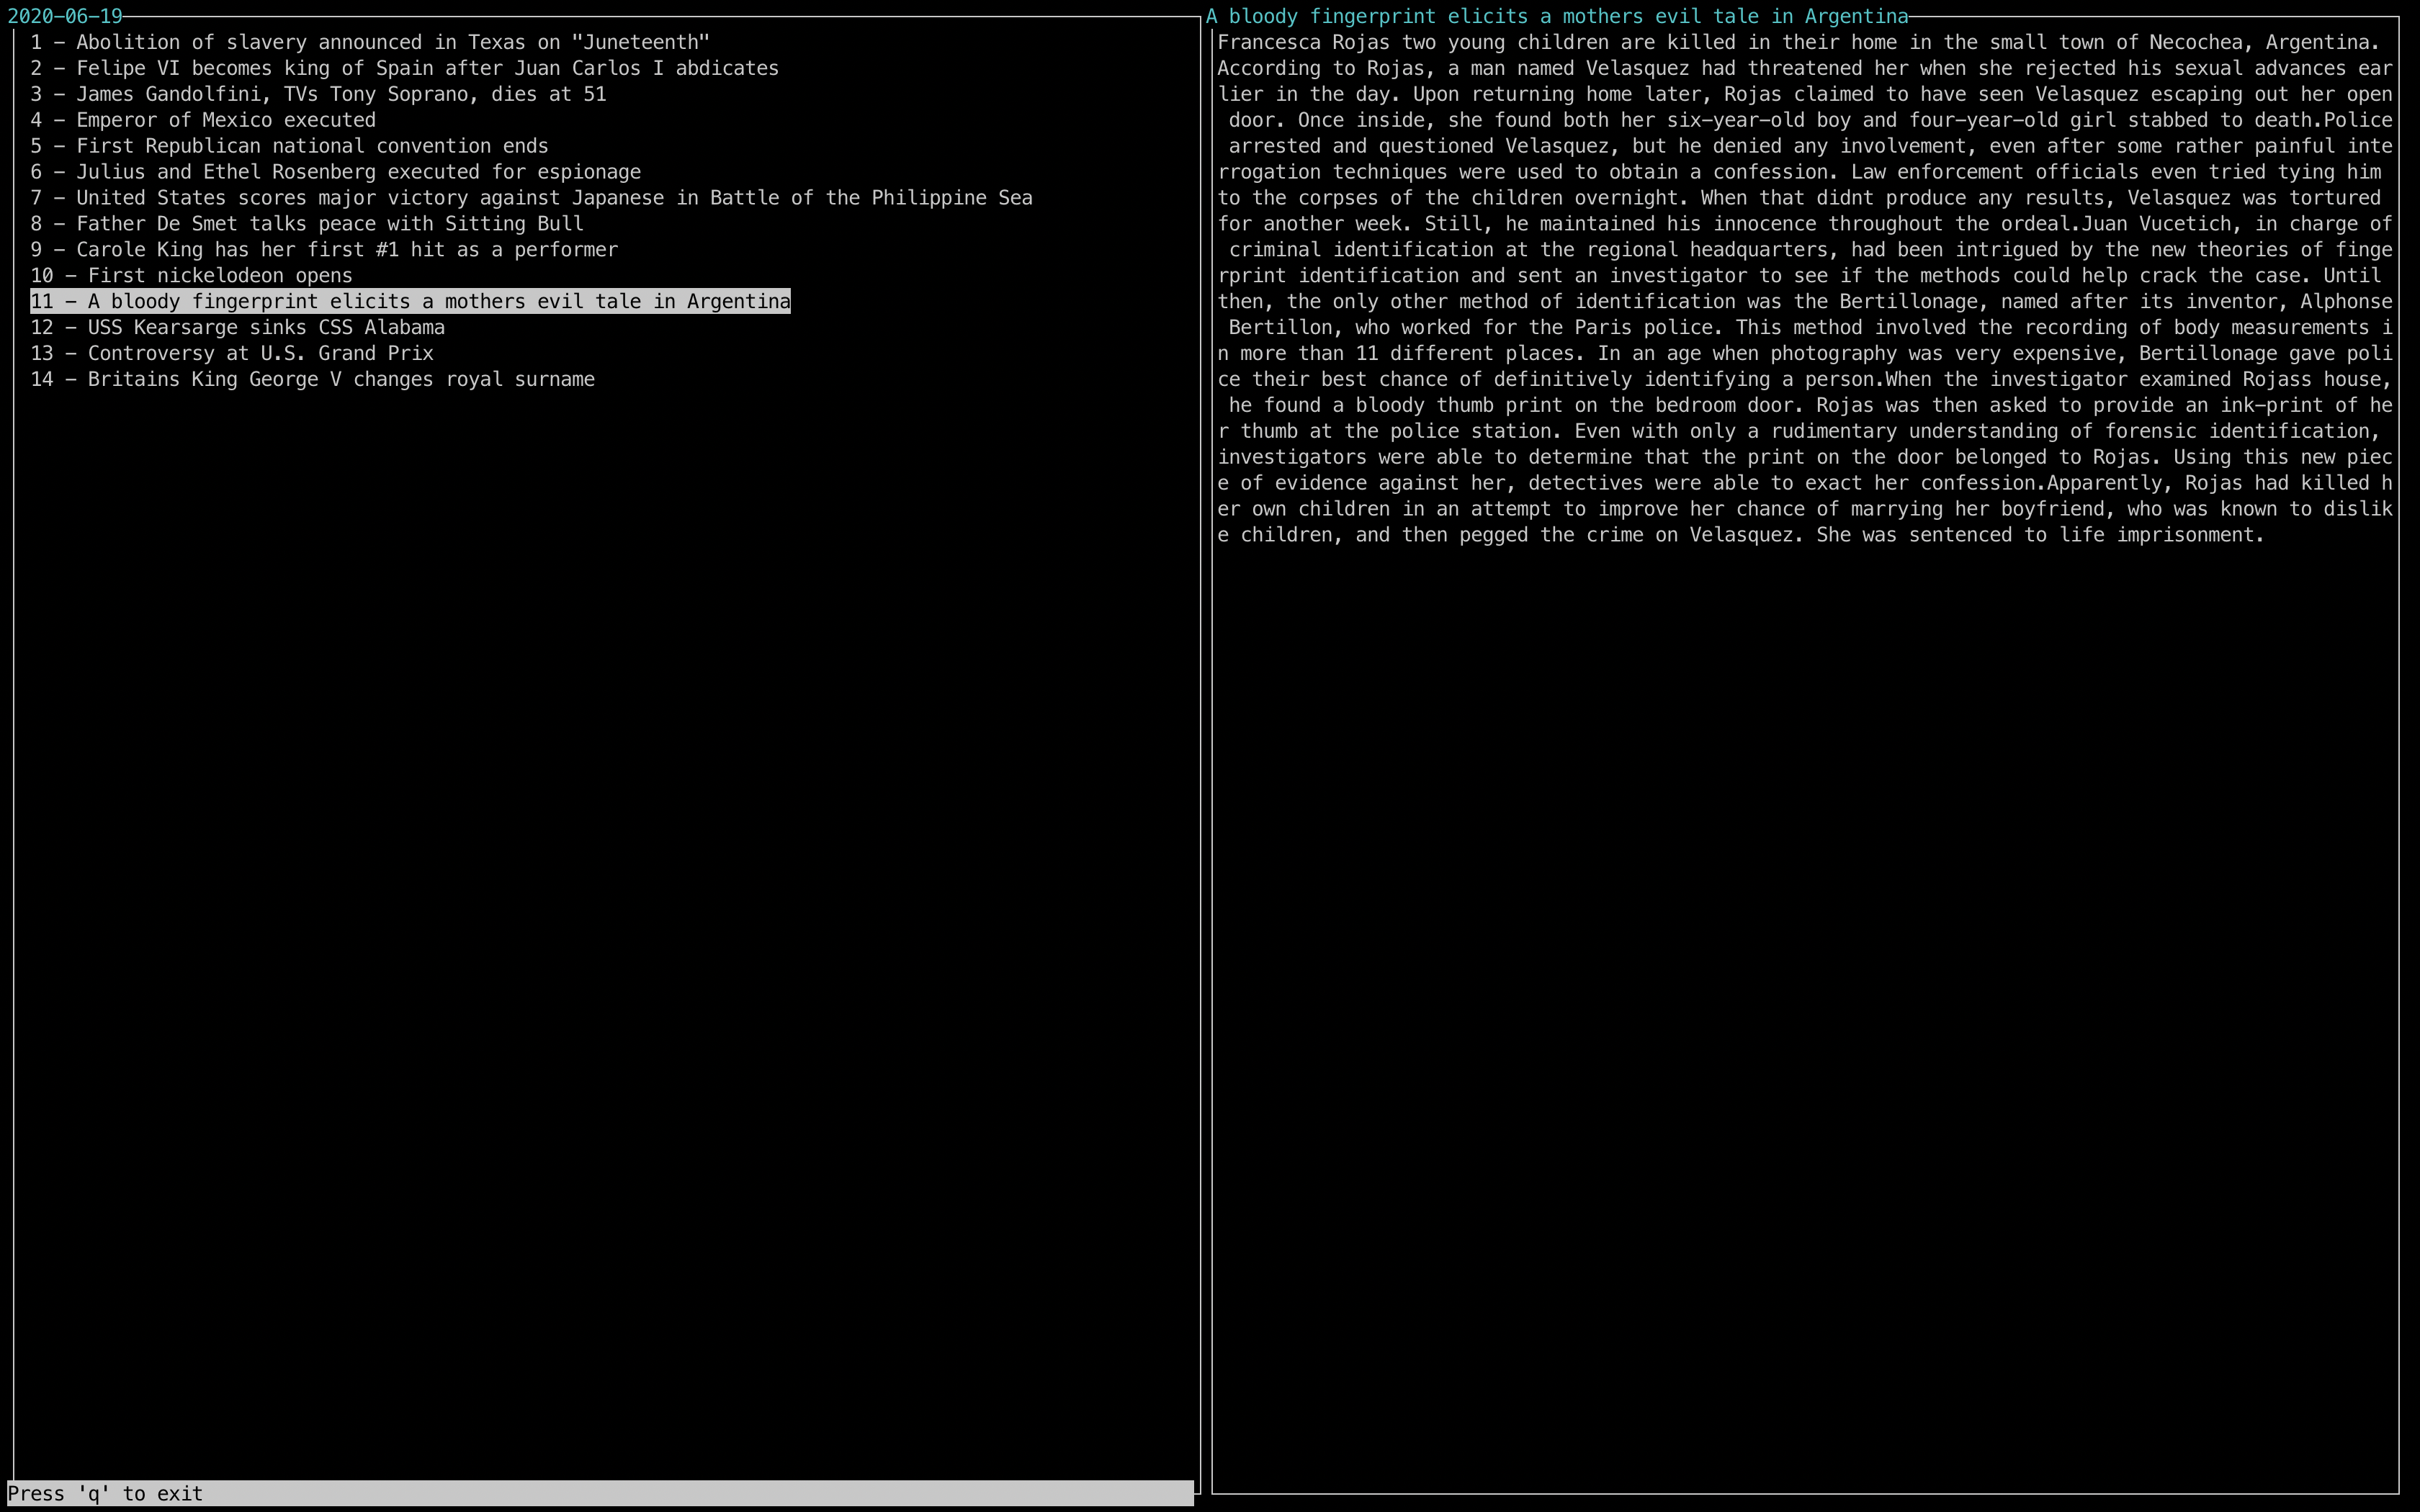 2020-06-19
1 - Abolition of slavery announced in Texas on "Juneteenth"
2 - Felipe VI becomes king of Spain after Juan Carlos I abdicates
3 - James Gandolfini, TVs Tony Soprano, dies at 51
4 - Emperor of Mexico executed
5 - First Republican national convention ends
6 - Julius and Ethel Rosenberg executed for espionage
7 - United States scores major victory against Japanese in Battle of the Philippine Sea
8 - Father De Smet talks peace with Sitting Bull
9 - Carole King has her first #1 hit as a performer
10 - First nickelodeon opens
11 - A bloody fingerprint elicits a mothers evil tale in Argentina
12 - USS Kearsarge sinks CSS Alabama
13 - Controversy at U.S. Grand Prix
14 - Britains King George V changes royal surname
Press 'q' to exit
A bloody fingerprint elicits a mothers evil tale in Argentina
Francesca Rojas two young children are killed in their home in the small town of Necochea, Argentina.
According to Rojas, a man named Velasquez had threatened her when she rejected his sexual advances ear
lier in the day. Upon returning home later, Rojas claimed to have seen Velasquez escaping out her open
door. Once inside, she found both her six-year-old boy and four-year-old girl stabbed to death.Police
arrested and questioned Velasquez, but he denied any involvement, even after some rather painful inte
rrogation techniques were used to obtain a confession. Law enforcement officials even tried tying him
to the corpses of the children overnight. When that didnt produce any results, Velasquez was tortured
for another week. Still, he maintained his innocence throughout the ordeal.Juan Vucetich, in charge of
criminal identification at the regional headquarters, had been intrigued by the new theories of finge
rprint identification and sent an investigator to see if the methods could help crack the case. Until
then, the only other method of identification was the Bertillonage, named after its inventor, Alphonse
Bertillon, who worked for the Paris police. This method involved the recording of body measurements i
n more than 11 different places. In an age when photography was very expensive, Bertillonage gave poli
ce their best chance of definitively identifying a person.When the investigator examined Rojass house,
he found a bloody thumb print on the bedroom door. Rojas was then asked to provide an ink-print of he
r thumb at the police station. Even with only a rudimentary understanding of forensic identification,
investigators were able to determine that the print on the door belonged to Rojas. Using this new piec
e of evidence against her, detectives were able to exact her confession.Apparently, Rojas had killed h
er own children in an attempt to improve her chance of marrying her boyfriend, who was known to dislik
e children, and then pegged the crime on Velasquez. She was sentenced to life imprisonment.